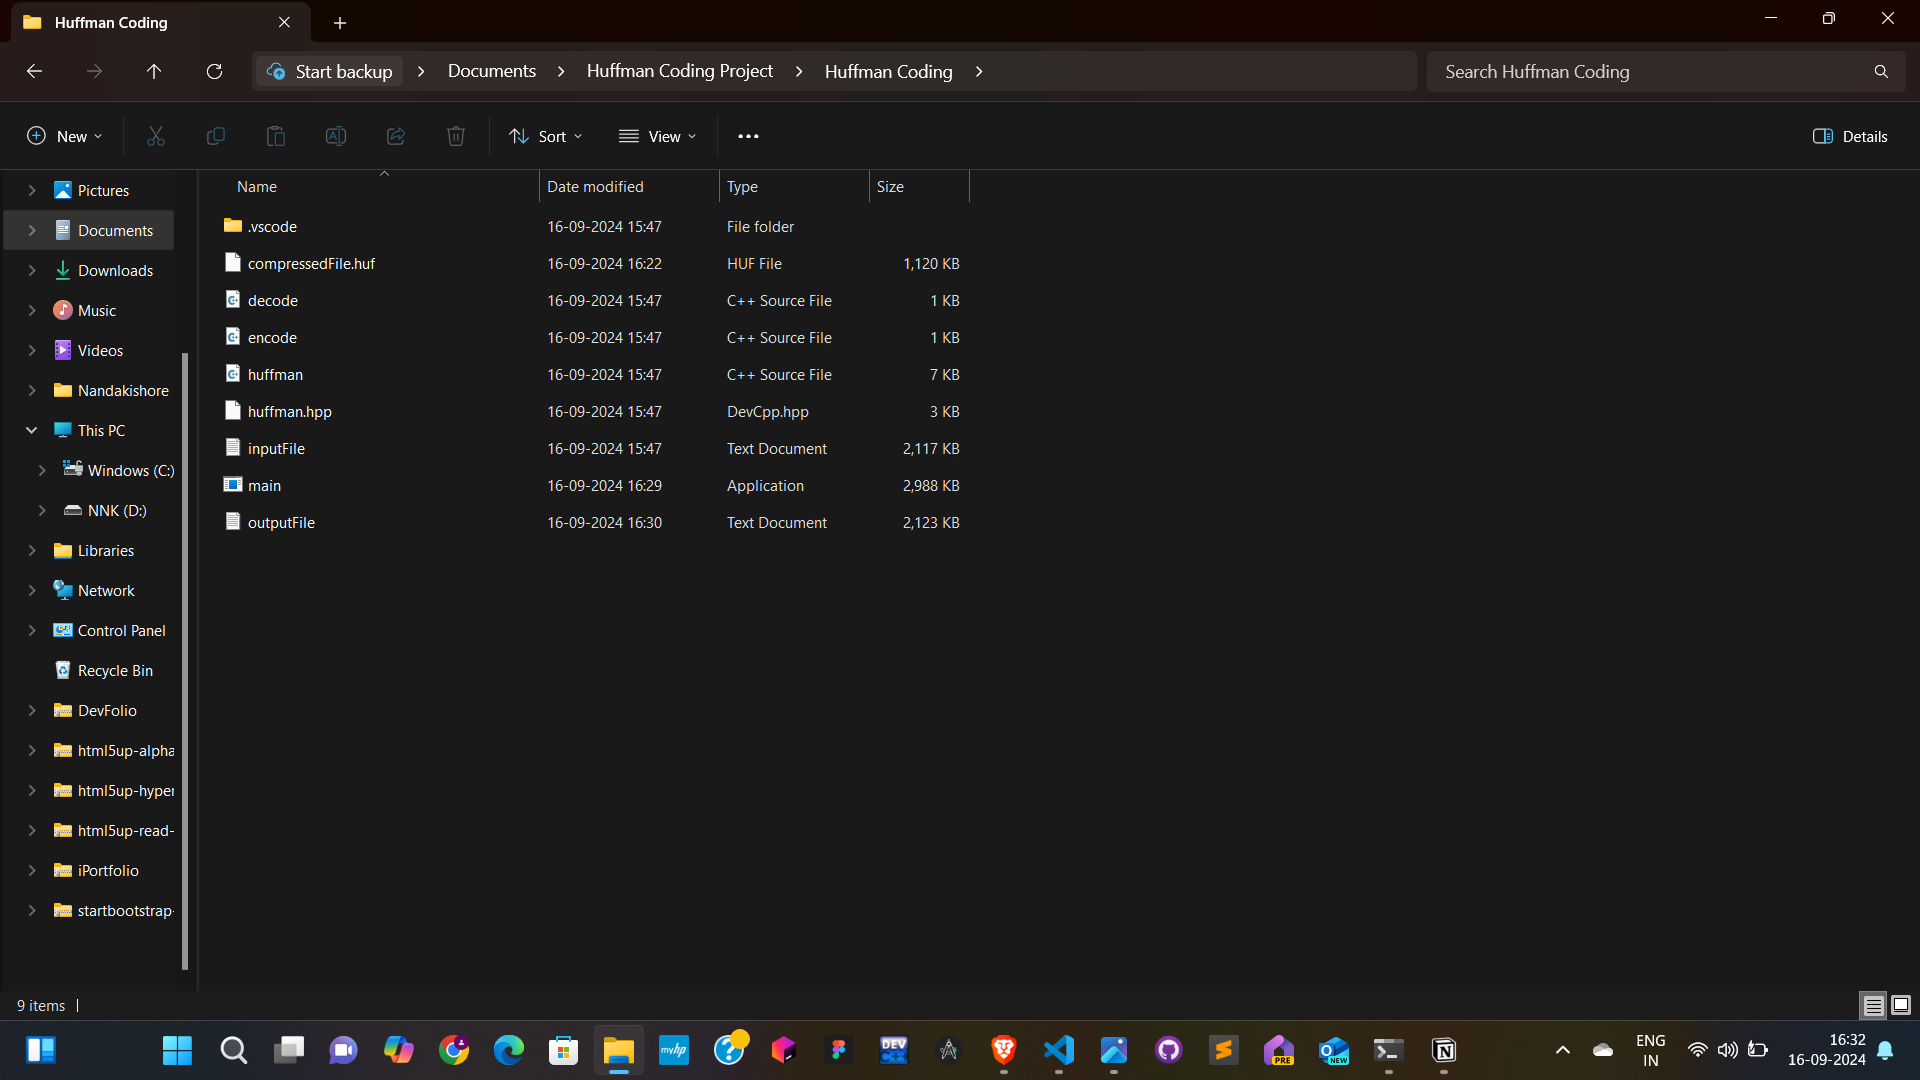 Huffman Coding
Start backup
Documents
Huffman Coding Project
Huffman Coding
Search Huffman Coding
New
Sort
View
Details
Name Date modified Type Size
.vscode 16-09-2024 15:47 File folder
compressedFile.huf 16-09-2024 16:22 HUF File 1,120 KB
decode 16-09-2024 15:47 C++ Source File 1 KB
encode 16-09-2024 15:47 C++ Source File 1 KB
huffman 16-09-2024 15:47 C++ Source File 7 KB
huffman.hpp 16-09-2024 15:47 DevCpp.hpp 3 KB
inputFile 16-09-2024 15:47 Text Document 2,117 KB
main 16-09-2024 16:29 Application 2,988 KB
outputFile 16-09-2024 16:30 Text Document 2,123 KB
Pictures
Documents
Downloads
Music
Videos
Nandakishore
This PC
Windows (C:)
NNK (D:)
Libraries
Network
Control Panel
Recycle Bin
DevFolio
html5up-alpha
html5up-hyper
html5up-read-
iPortfolio
startbootstrap-
9 items
myhp
DEV
PRE
NEW
ENG
IN
16:32
16-09-2024